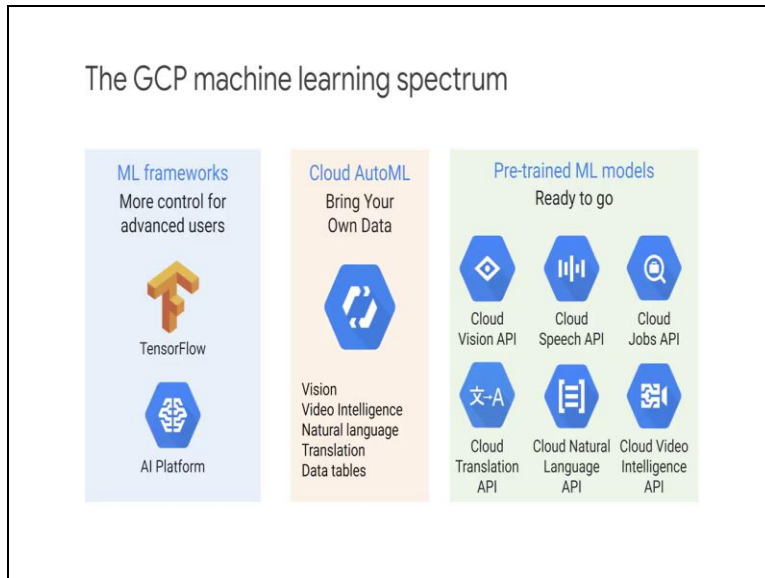 The GCP machine learning spectrum
ML frameworks
More control for
advanced users
TensorFlow
AI Platform
Cloud AutoML
Bring Your
Own Data
Vision
Video Intelligence
Natural language
Translation
Data tables
Pre-trained ML models
Ready to go
Cloud
Vision API
Cloud
Speech API
Cloud
Jobs API
文→A
Cloud
Translation
API
Cloud Natural
Language
API
Cloud Video
Intelligence
API